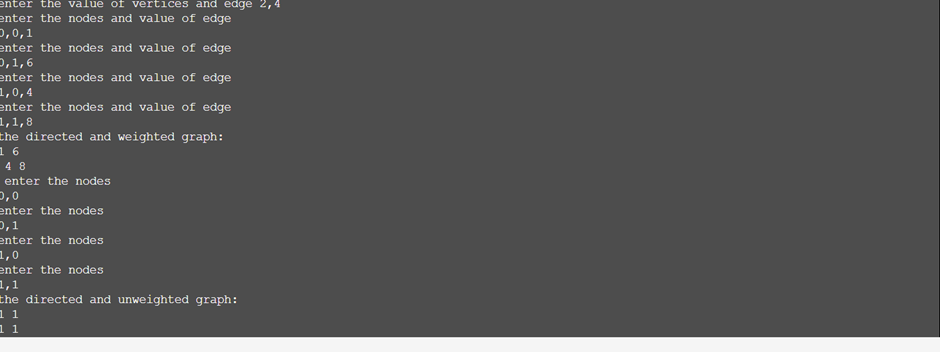 enter the value of vertices and edge 2,4
enter the nodes and value of edge
0,0,1
enter the nodes and value of edge
0,1,6
enter the nodes and value of edge
1,0,4
enter the nodes and value of edge
1,1,8
the directed and weighted graph:
1 6
4 8
enter the nodes
0,0
enter the nodes
0,1
enter the nodes
1,0
enter the nodes
1,1
the directed and unweighted graph:
1 1
1 1